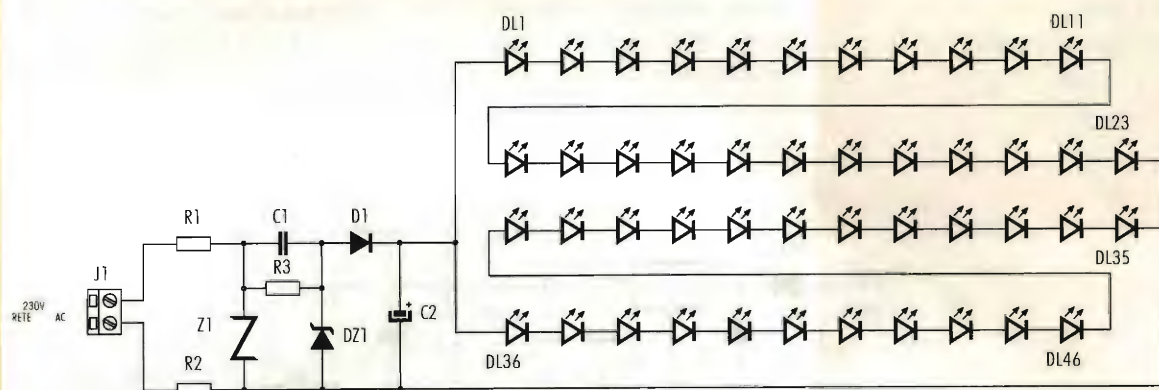 DL1
DL11
DL23
R1
C1
D1
R3
J1
230V
RETE AC
Z1
DZ1
C2
+
DL35
R2
DL36
DL46